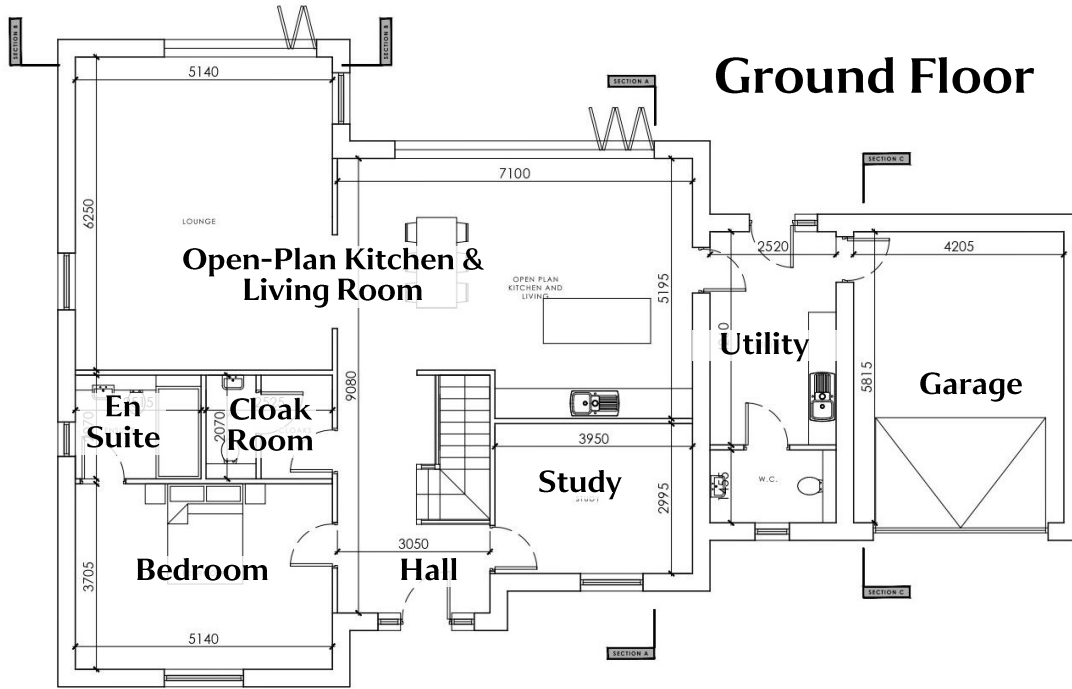 SECTION B
SECTION B
Ground Floor
5140
SECTION A
SECTION C
7100
6250
LOUNGE
2520
4205
Open-Plan Kitchen &
Living Room
OPEN PLAN
KITCHEN AND
LIVING
5195
Utility
9080
5815
Garage
En
Suite
Cloak
Room
2525
2070
CLOAKS
3950
Study
2995
W.C.
3050
Bedroom
Hall
3705
5140
SECTION C
SECTION A